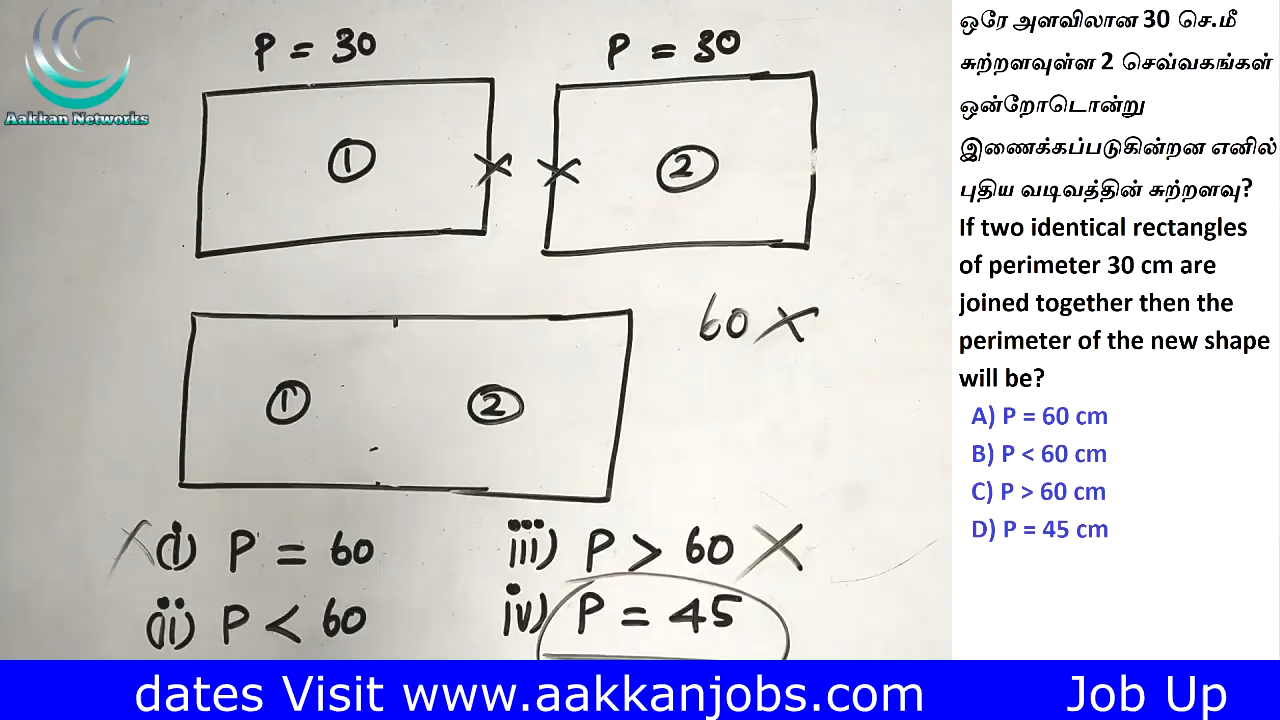 Aakkan Networks
P = 30
P = 30
1
2
60 X
1
2
X (i) P = 60
iii) P > 60 X
(ii) P < 60
iv) P = 45
ஒரே அளவிலான 30 செ.மீ
சுற்றளவுள்ள 2 செவ்வகங்கள்
ஒன்றோடொன்று
இணைக்கப்படுகின்றன எனில்
புதிய வடிவத்தின் சுற்றளவு?
If two identical rectangles
of perimeter 30 cm are
joined together then the
perimeter of the new shape
will be?
A) P = 60 cm
B) P < 60 cm
C) P > 60 cm
D) P = 45 cm
dates Visit www.aakkanjobs.com Job Up